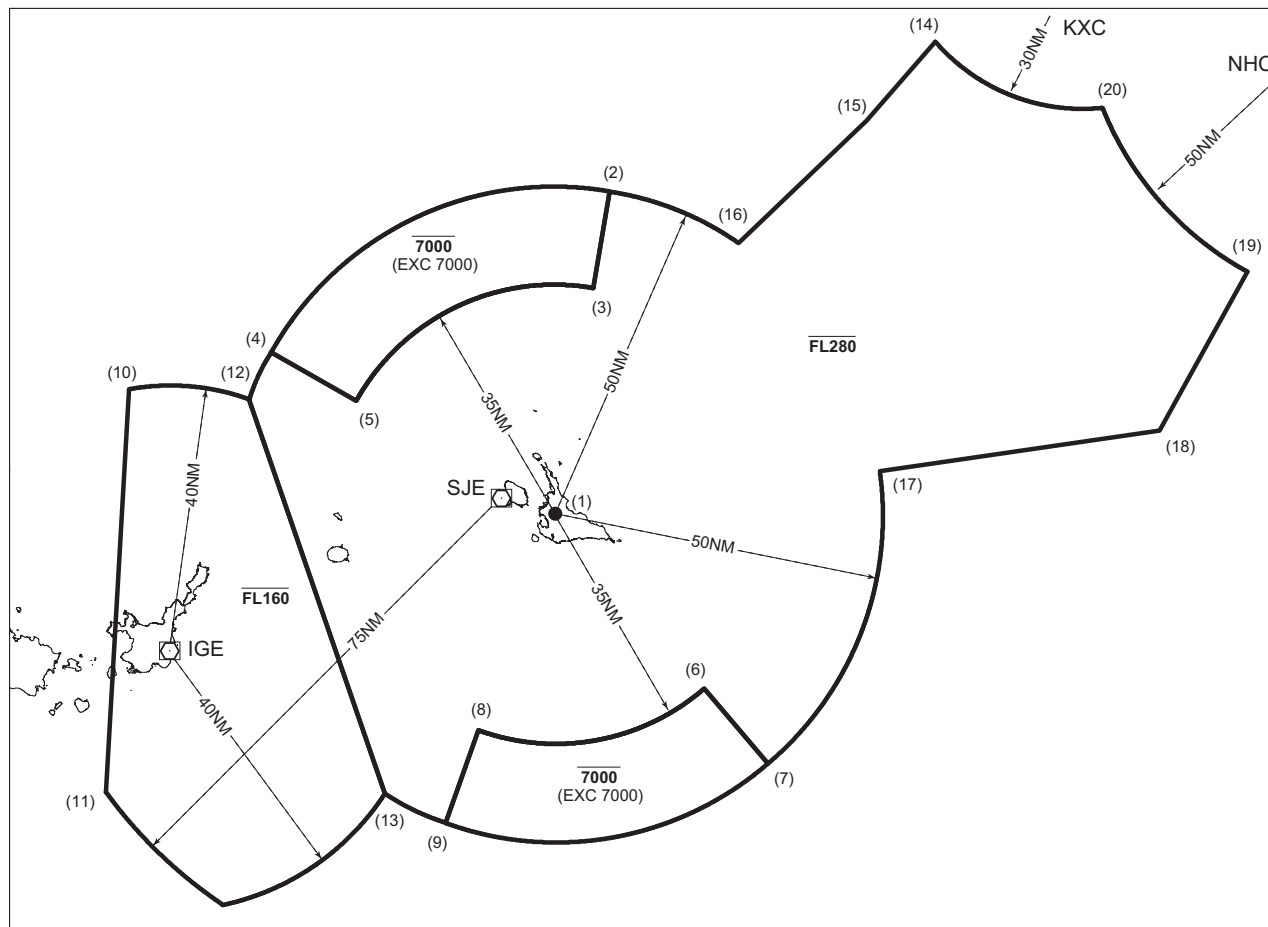 (14)
KXC
30NM
NHC
(15)
(20)
50NM
(2)
(16)
7000
(EXC 7000)
(19)
(3)
(4)
FL280
(10)
(12)
50NM
(5)
35NM
(18)
40NM
(17)
SJE
(1)
50NM
FL160
35NM
75NM
IGE
(6)
40NM
(8)
7000
(EXC 7000)
(7)
(11)
(13)
(9)